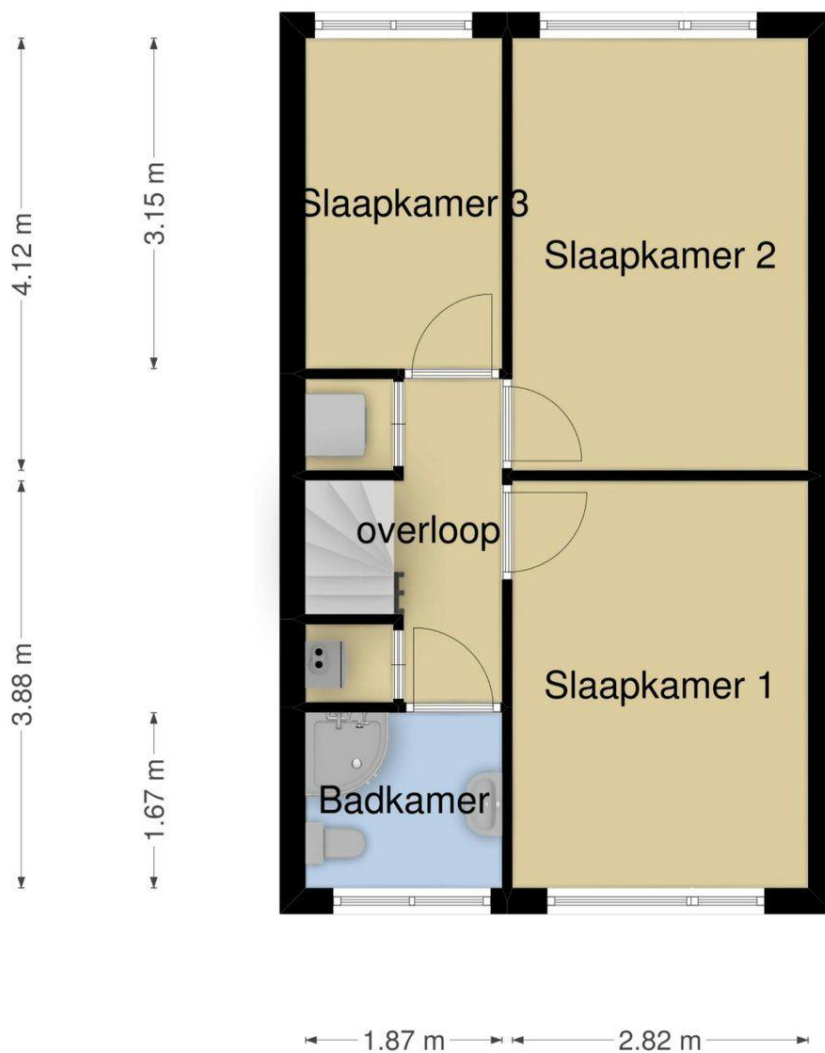 4.12 m
3.15 m
Slaapkamer 3
Slaapkamer 2
overloop
3.88 m
Slaapkamer 1
1.67 m
Badkamer
1.87 m
2.82 m